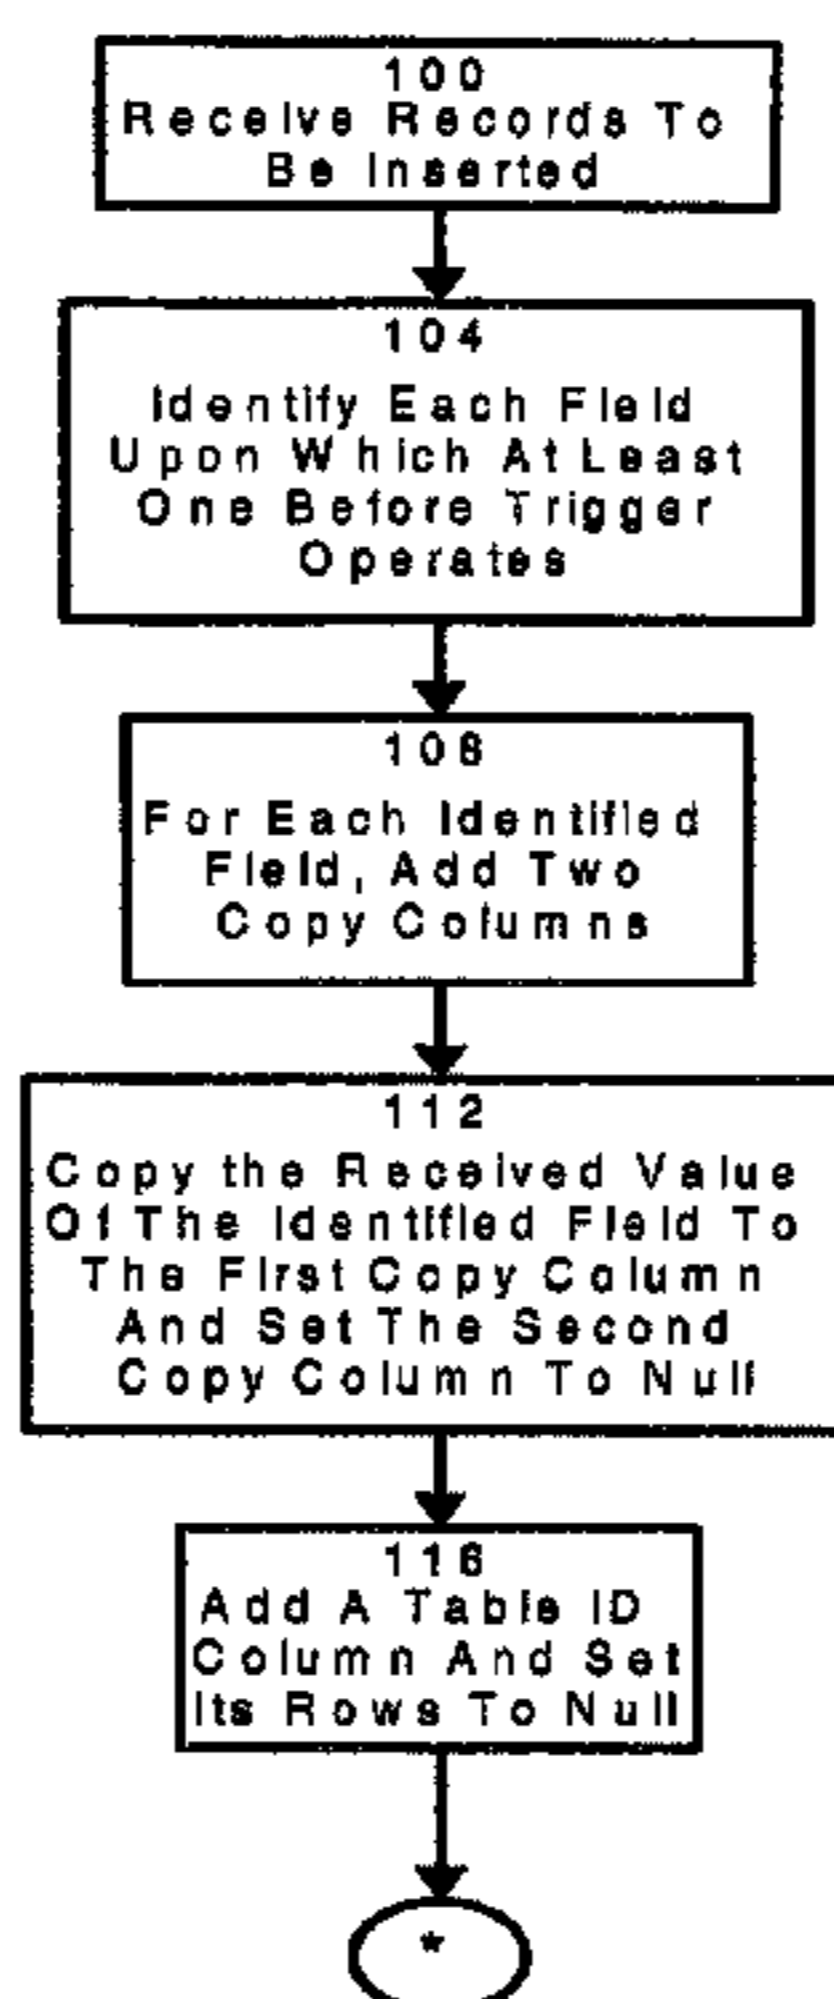 100
Receive Records To
Be Inserted
104
Identify Each Field
Upon Which At Least
One Before Trigger
Operates
108
For Each Identified
Field, Add Two
Copy Columns
112
Copy the Received Value
Of The Identified Field To
The First Copy Column
And Set The Second
Copy Column To Null
116
Add A Table ID
Column And Set
Its Rows To Null
*